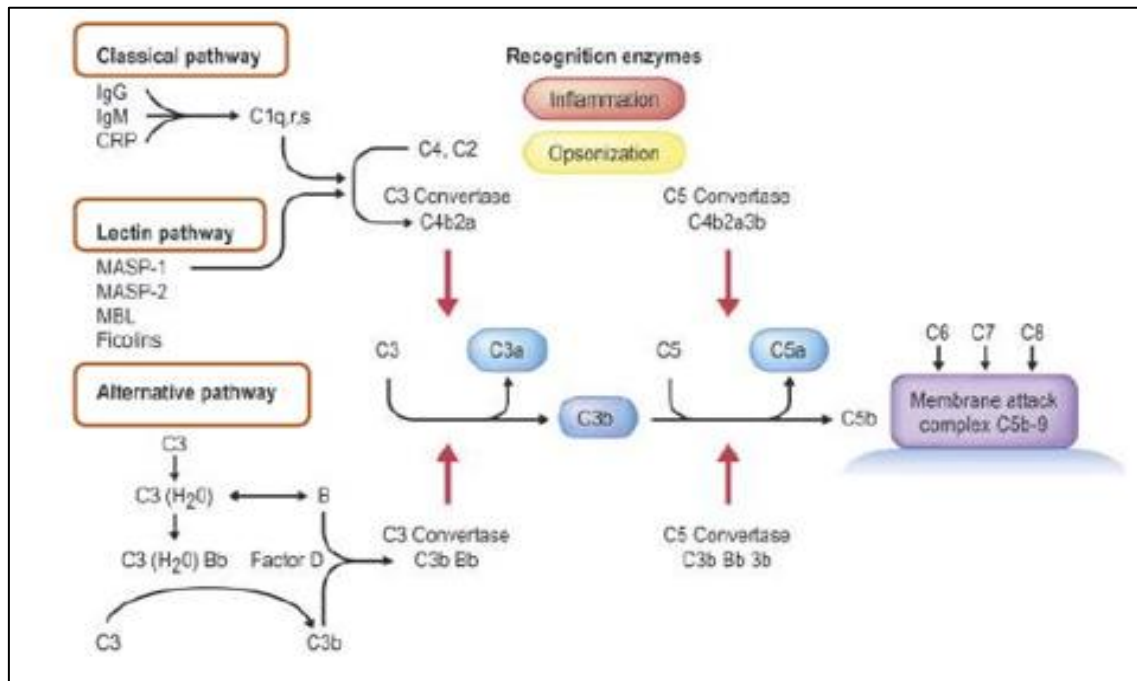 Classical pathway
IgG
IgM
CRP
C1q,r,s
C4, C2
C3 Convertase
C4b2a
Recognition enzymes
Inflammation
Opsonization
C5 Convertase
C4b2a3b
Lectin pathway
MASP-1
MASP-2
MBL
Ficolins
C3
C3a
C3b
C5
C5a
C5b
C6 C7 C8
Membrane attack
complex C5b-9
Alternative pathway
C3
C3 (H20)
B
C3 (H20) Bb
Factor D
C3
C3b
C3 Convertase
C3b Bb
C5 Convertase
C3b Bb 3b